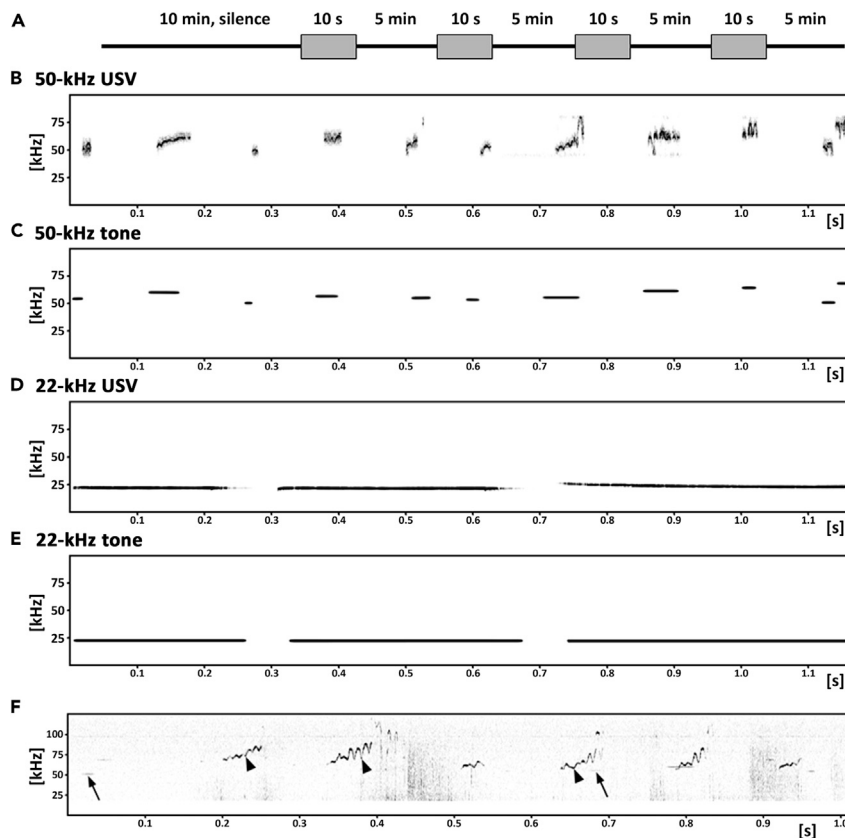 A 10 min, silence 10 s 5 min 10 s 5 min 10 s 5 min 10 s 5 min
B 50-kHz USV
[kHz]
75
50
25
0.1 0.2 0.3 0.4 0.5 0.6 0.7 0.8 0.9 1.0 1.1 [s]
C 50-kHz tone
[kHz]
75
50
25
0.1 0.2 0.3 0.4 0.5 0.6 0.7 0.8 0.9 1.0 1.1 [s]
D 22-kHz USV
[kHz]
75
50
25
0.1 0.2 0.3 0.4 0.5 0.6 0.7 0.8 0.9 1.0 1.1 [s]
E 22-kHz tone
[kHz]
75
50
25
0.1 0.2 0.3 0.4 0.5 0.6 0.7 0.8 0.9 1.0 1.1 [s]
F
[kHz]
100
75
50
25
0.1 0.2 0.3 0.4 0.5 0.6 0.7 0.8 0.9 1.0
[s]